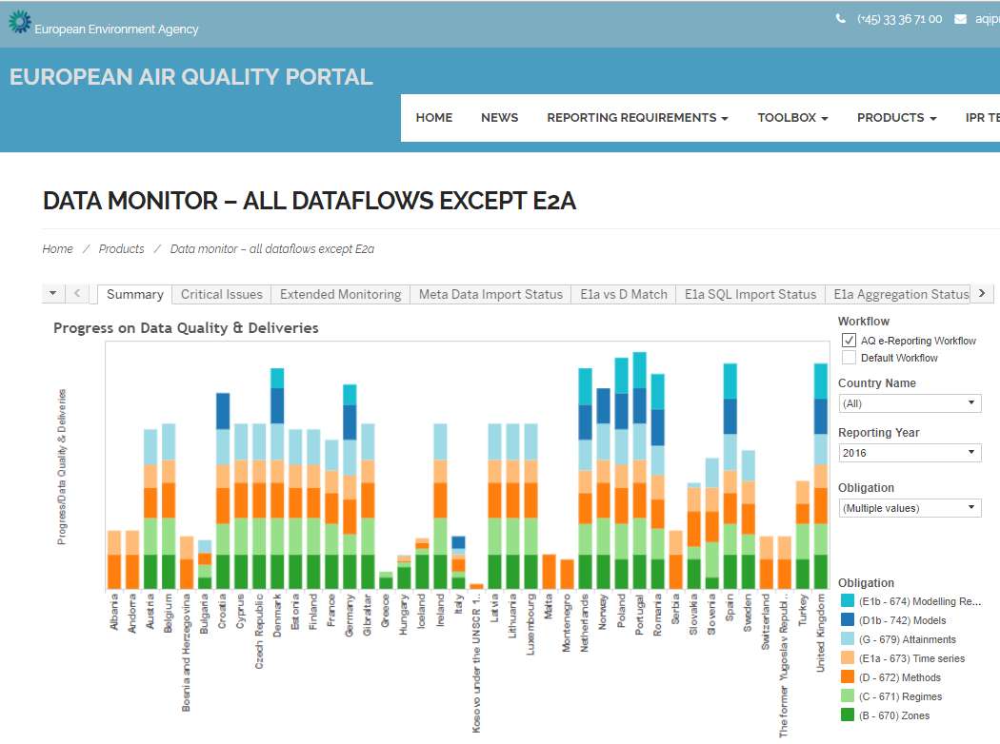 European Environment Agency
(+45) 33 36 71 00
EUROPEAN AIR QUALITY PORTAL
HOME NEWS REPORTING REQUIREMENTS TOOLBOX PRODUCTS IPR TE
DATA MONITOR – ALL DATAFLOWS EXCEPT E2A
Home / Products / Data monitor – all dataflows except E2a
Summary Critical Issues Extended Monitoring Meta Data Import Status E1a vs D Match E1a SQL Import Status E1a Aggregation Status
Progress on Data Quality & Deliveries
Progress/Data Quality & Deliveries
Albania
Andorra
Austria
Belgium
Bosnia and Herzegovina
Bulgaria
Croatia
Cyprus
Czech Republic
Denmark
Estonia
Finland
France
Germany
Gibraltar
Greece
Hungary
Iceland
Ireland
Italy
Kosovo under the UNSCR 1..
Latvia
Lithuania
Luxembourg
Malta
Montenegro
Netherlands
Norway
Poland
Portugal
Romania
Serbia
Slovakia
Slovenia
Spain
Sweden
Switzerland
The former Yugoslav Republi..
Turkey
United Kingdom
Workflow
AQ e-Reporting Workflow
Default Workflow
Country Name
(All)
Reporting Year
2016
Obligation
(Multiple values)
Obligation
(E1b - 674) Modelling Re...
(D1b - 742) Models
(G - 679) Attainments
(E1a - 673) Time series
(D - 672) Methods
(C - 671) Regimes
(B - 670) Zones